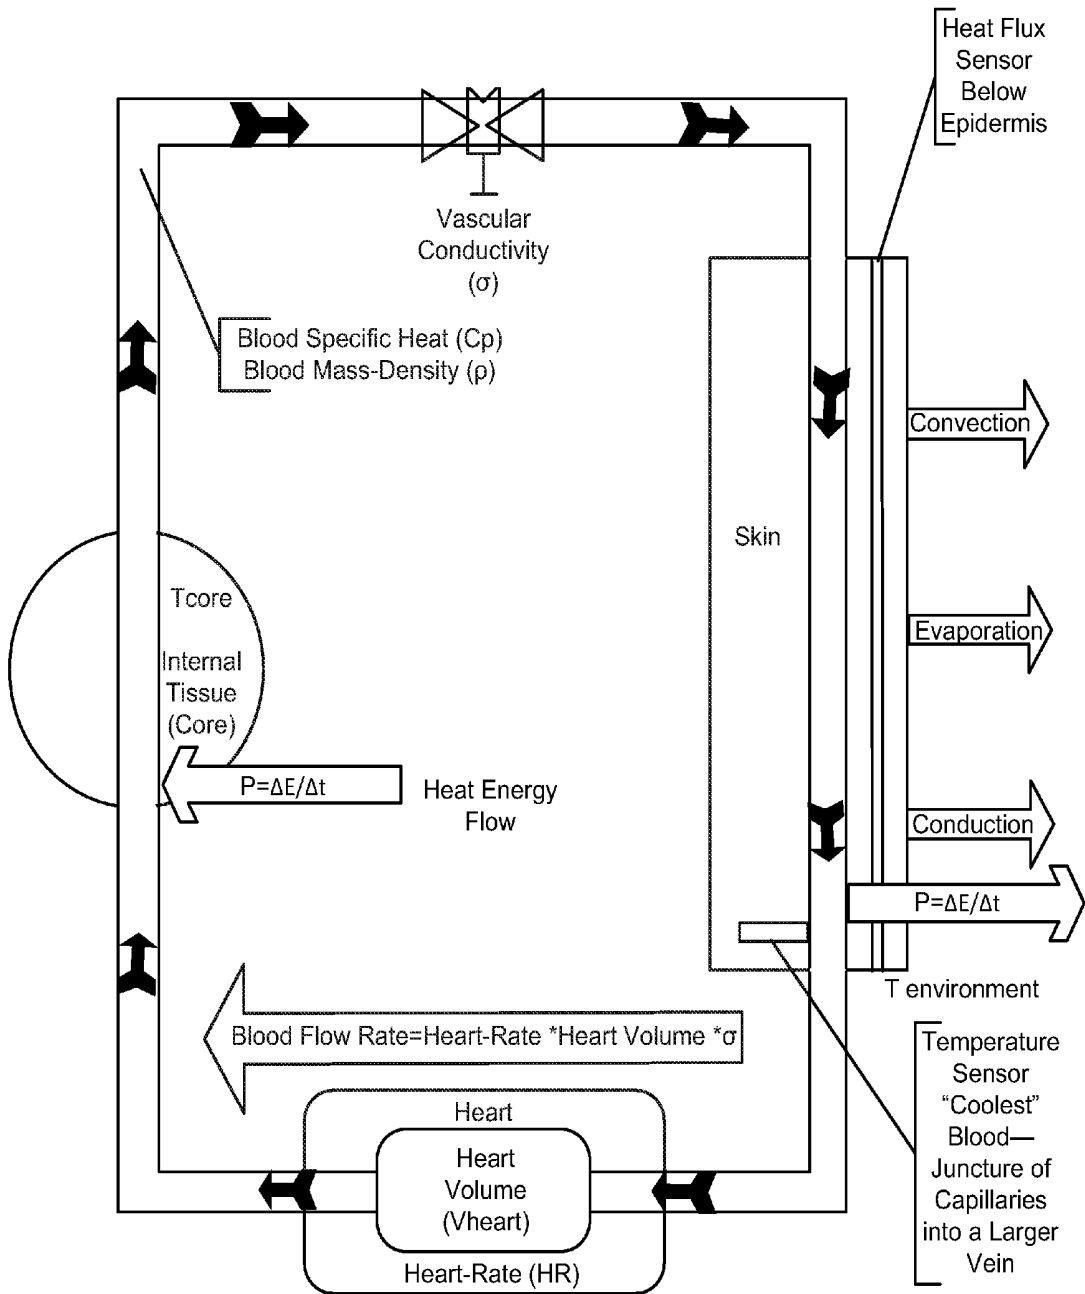 Heat Flux
Sensor
Below
Epidermis
Vascular
Conductivity
(σ)
Blood Specific Heat (Cp)
Blood Mass-Density (ρ)
Convection
Skin
Tcore
Evaporation
Internal
Tissue
(Core)
P=ΔE/Δt
Heat Energy
Flow
Conduction
P=ΔE/Δt
T environment
Blood Flow Rate=Heart-Rate *Heart Volume *σ
Temperature
Sensor
“Coolest”
Blood—
Juncture of
Capillaries
into a Larger
Vein
Heart
Heart
Volume
(Vheart)
Heart-Rate (HR)